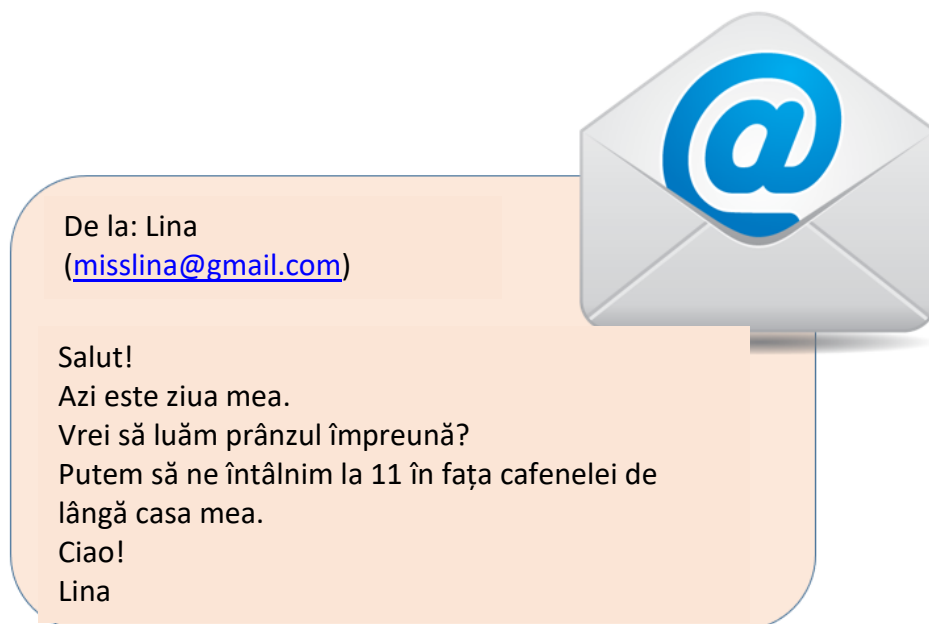 De la: Lina
(misslina@gmail.com)
Salut!
Azi este ziua mea.
Vrei să luăm prânzul împreună?
Putem să ne întâlnim la 11 în fața cafenelei de
lângă casa mea.
Ciao!
Lina